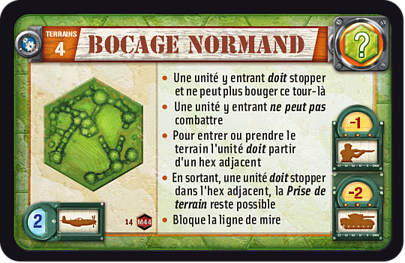 TERRAINS
4
BOCAGE NORMAND
?
• Une unité y entrant doit stopper
et ne peut plus bouger ce tour-là
• Une unité y entrant ne peut pas
combattre
• Pour entrer ou prendre le
terrain l'unité doit partir
d'un hex adjacent
• En sortant, une unité doit stopper
dans l'hex adjacent, la Prise de
terrain reste possible
• Bloque la ligne de mire
-1
-2
2
14 M44